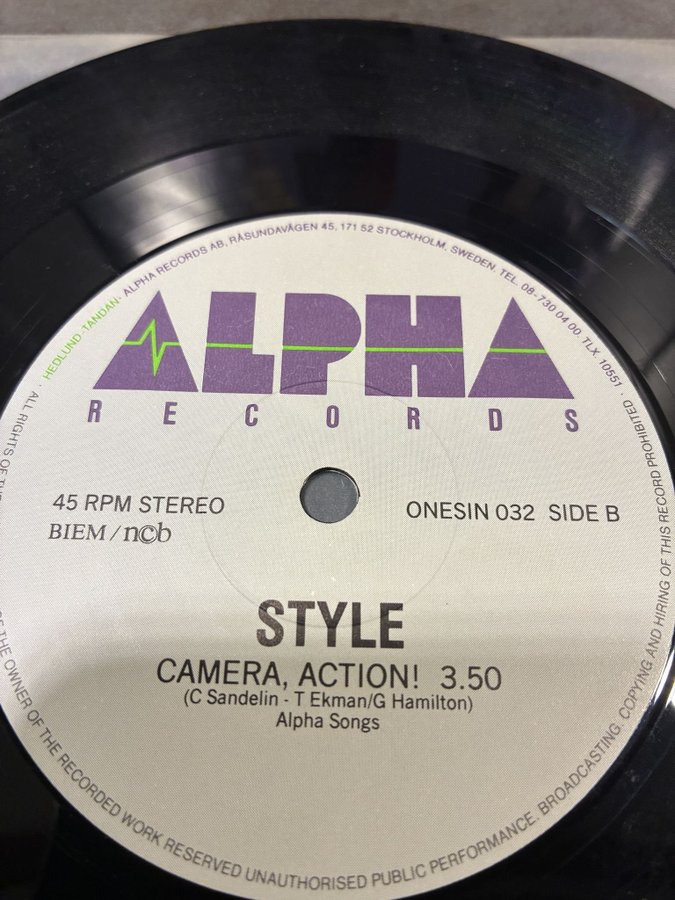 HEDLUND-TANDAN· ALPHA RECORDS AB, RÅSUNDAVÄGEN 45, 171 52 STOCKHOLM, SWEDEN, TEL. 08-730 04 00. TLX. 10551 ·
ALPHA
RECORDS
45 RPM STEREO
BIEM/ncb
ONESIN 032 SIDE B
STYLE
CAMERA, ACTION! 3.50
(C Sandelin - T Ekman/G Hamilton)
Alpha Songs
· ALL RIGHTS OF THE
OF THE OWNER OF THE RECORDED WORK RESERVED UNAUTHORISED PUBLIC PERFORMANCE. BROADCASTING. COPYING AND HIRING OF THIS RECORD PROHIBITED